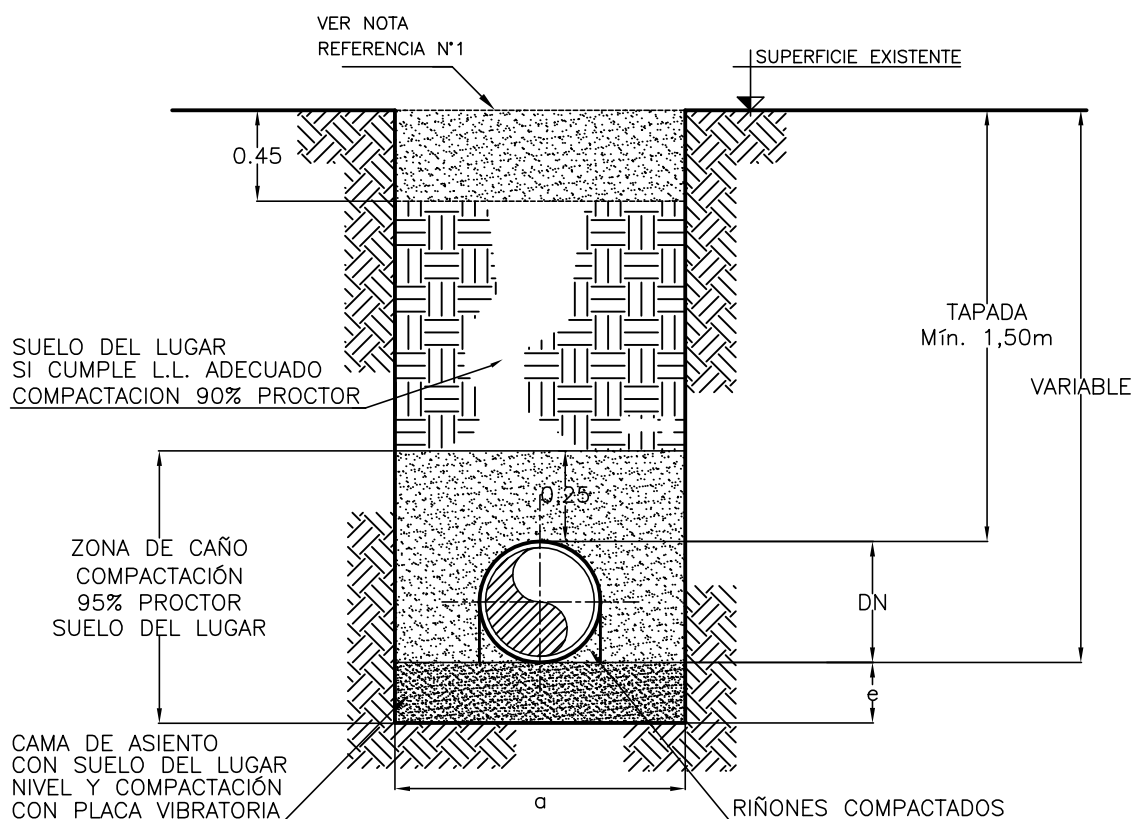 VER NOTA
REFERENCIA N°1
SUPERFICIE EXISTENTE
0.45
TAPADA
Mín. 1,50m
SUELO DEL LUGAR
SI CUMPLE L.L. ADECUADO
COMPACTACION 90% PROCTOR
VARIABLE
0,25
ZONA DE CAÑO
COMPACTACIÓN
95% PROCTOR
SUELO DEL LUGAR
DN
e
CAMA DE ASIENTO
CON SUELO DEL LUGAR
NIVEL Y COMPACTACIÓN
CON PLACA VIBRATORIA
a
RIÑONES COMPACTADOS